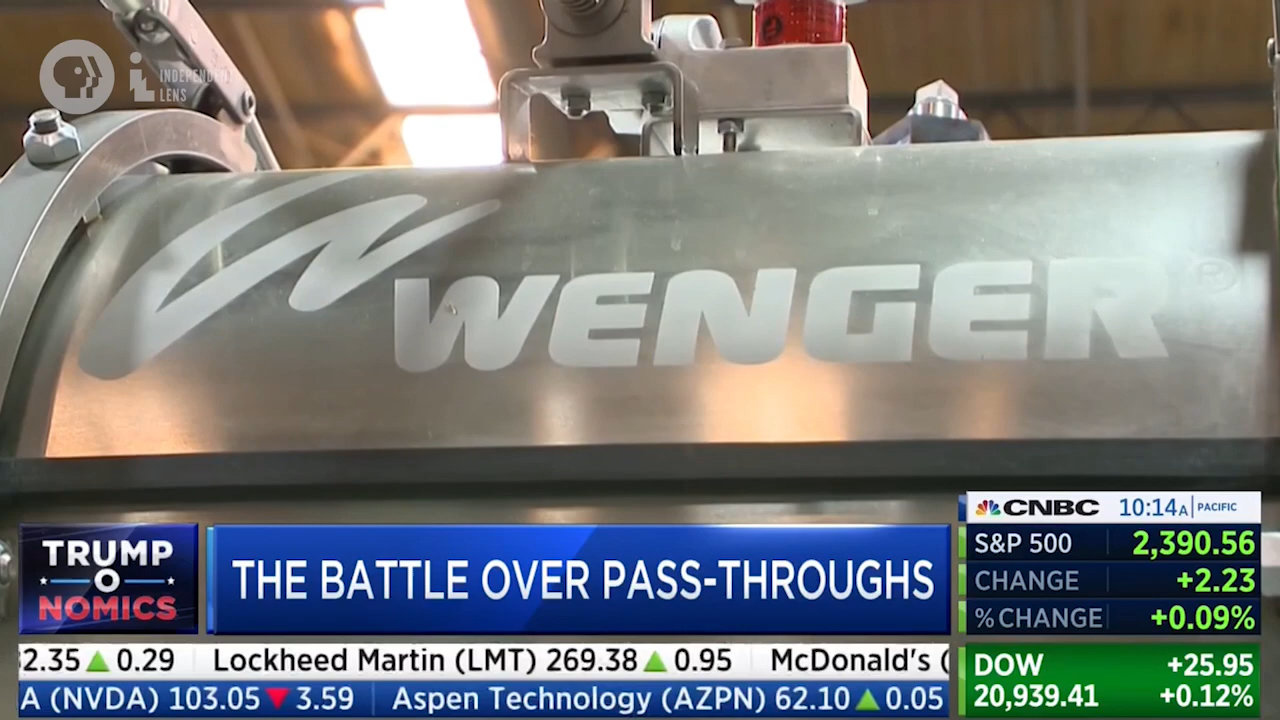 INDEPENDENT
LENS
WENGER®
CNBC 10:14A PACIFIC
TRUMP
O
NOMICS
THE BATTLE OVER PASS-THROUGHS
S&P 500 2,390.56
CHANGE +2.23
% CHANGE +0.09%
2.35 ▲ 0.29 Lockheed Martin (LMT) 269.38 ▲ 0.95 McDonald's (
A (NVDA) 103.05 ▼ 3.59 Aspen Technology (AZPN) 62.10 ▲ 0.05
DOW +25.95
20,939.41 +0.12%